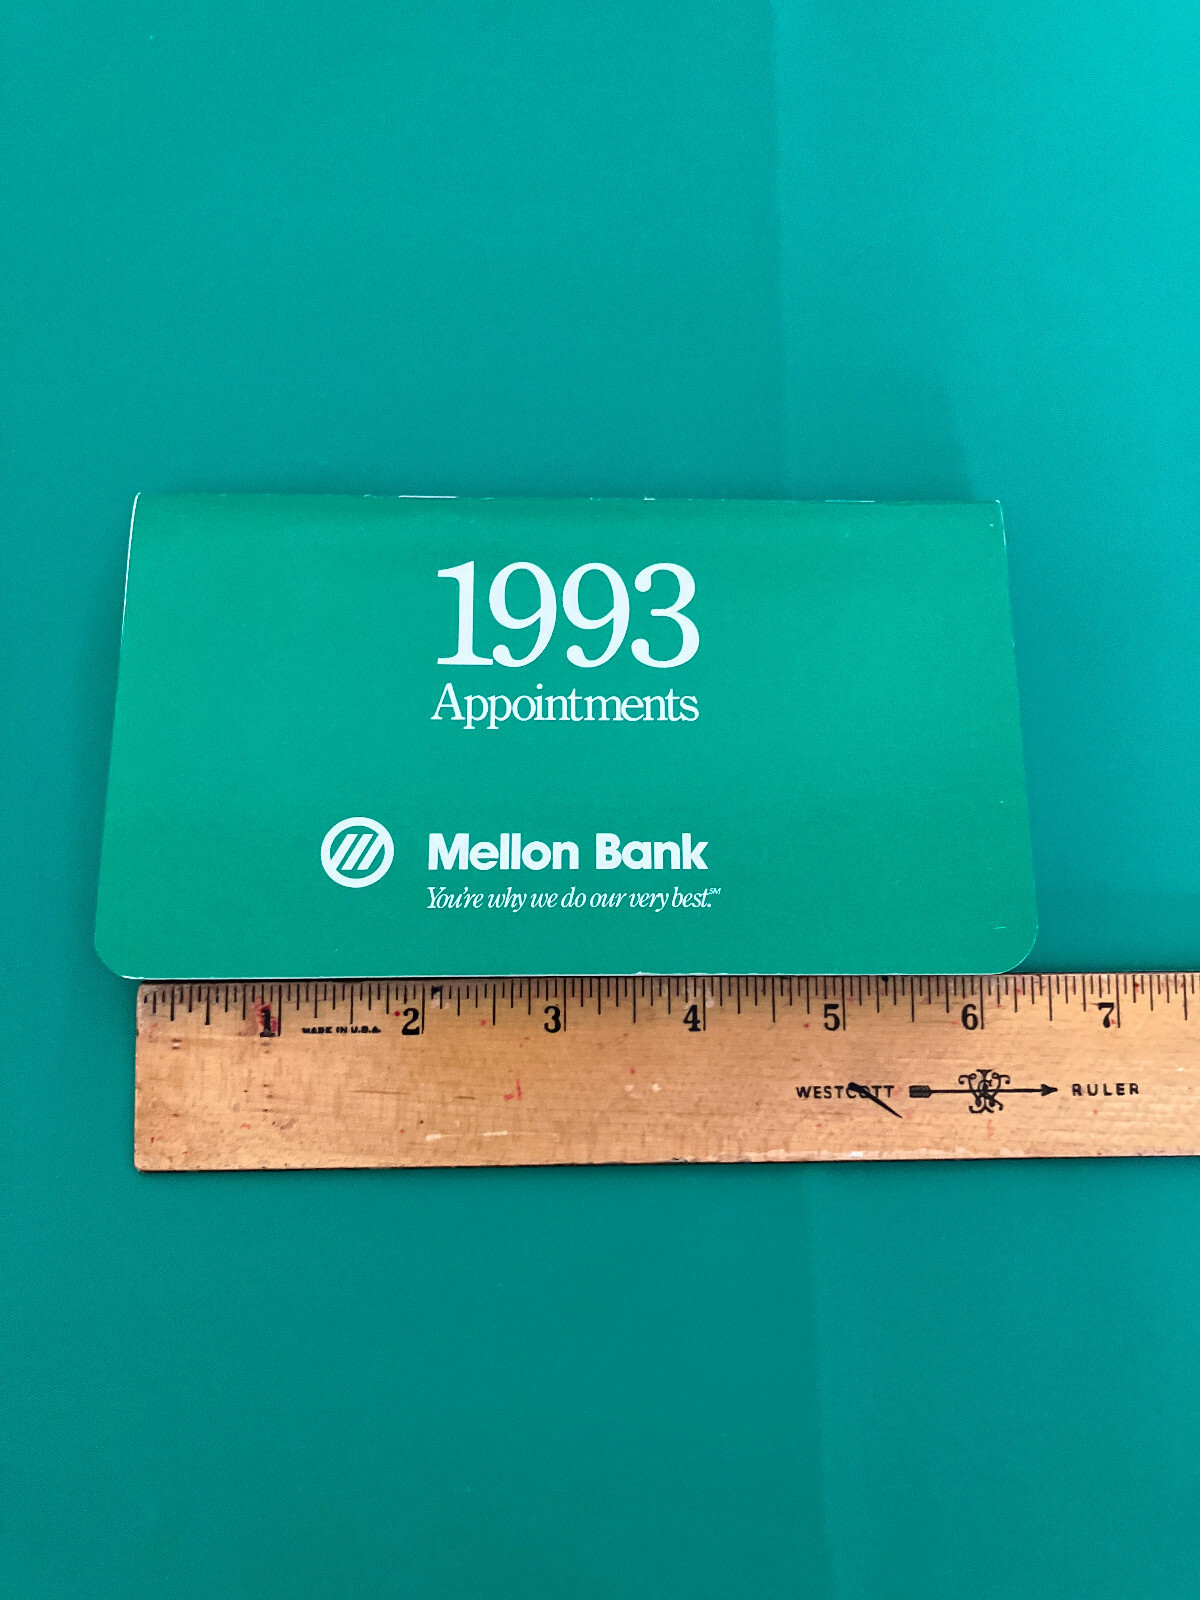 1993
Appointments
Mellon Bank
You're why we do our very best.℠
1 2 3 4 5 6 7
MADE IN U.S.A.
WESTCOTT RULER